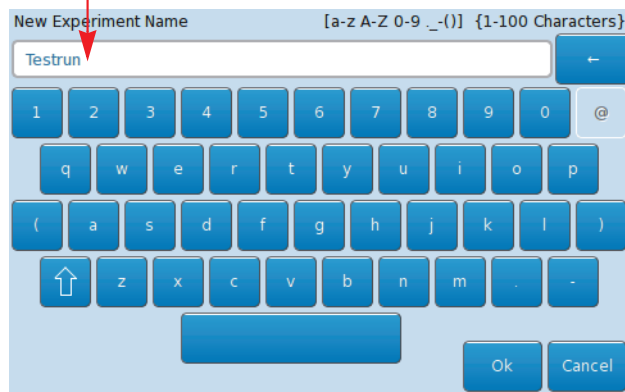 New Experiment Name [a-z A-Z 0-9 ._-()] {1-100 Characters}
Testrun ←
1 2 3 4 5 6 7 8 9 0 @
q w e r t y u i o p
( a s d f g h j k l )
z x c v b n m . -
Ok Cancel